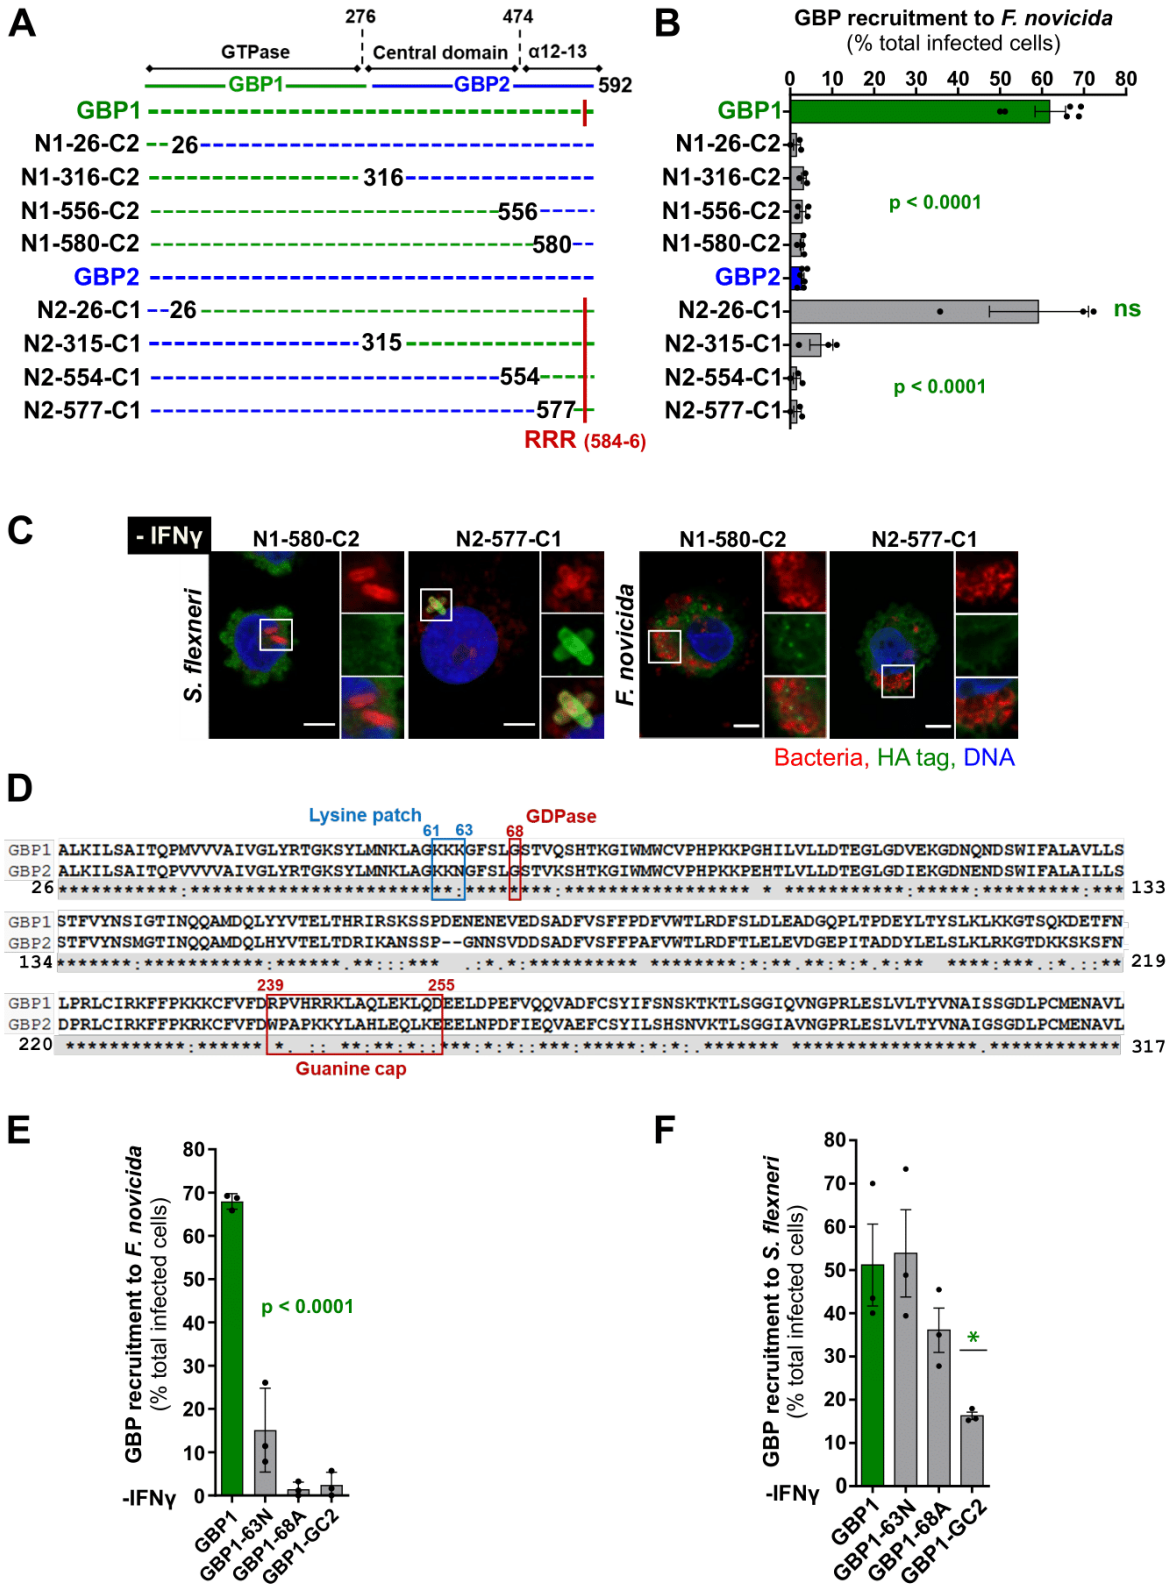 A
276
474
GTPase
Central domain
α12-13
GBP1
GBP2
592
GBP1
N1-26-C2
26
N1-316-C2
316
N1-556-C2
556
N1-580-C2
580
GBP2
N2-26-C1
26
N2-315-C1
315
N2-554-C1
554
N2-577-C1
577
RRR (584-6)
B
GBP recruitment to F. novicida
(% total infected cells)
0 10 20 30 40 50 60 70 80
GBP1
N1-26-C2
N1-316-C2
p < 0.0001
N1-556-C2
N1-580-C2
GBP2
N2-26-C1
ns
N2-315-C1
N2-554-C1
p < 0.0001
N2-577-C1
C
- IFNγ
N1-580-C2
N2-577-C1
N1-580-C2
N2-577-C1
S. flexneri
F. novicida
Bacteria, HA tag, DNA
D
Lysine patch
GDPase
61 63 68
GBP1 ALKILSAITQPMVVVAIVGLYRTGKSYLMNKLAGKKKGFSLGSTVQSHTKGIWMWCVPHPKKPGHILVLLDTEGLGDVEKGDNQNDSWIFALAVLLS
GBP2 ALKILSAITQPVVVVAIVGLYRTGKSYLMNKLAGKKNGFSLGSTVKSHTKGIWMWCVPHPKKPEHTLVLLDTEGLGDIEKGDNENDSWIFALAILLS
26
133
GBP1 STFVYNSIGTINQQAMDQLYYVTELTHRIRSKSSPDENENEVEDSADFVSFFPDFVWTLRDFSLDLEADGQPLTPDEYLTYSLKLKKGTSQKDETFN
GBP2 STFVYNSMGTINQQAMDQLHYVTELTDRIKANSSP--GNNSVDDSADFVSFFPAFVWTLRDFTLELEVDGEPITADDYLELSLKLRKGTDKKSKSFN
134
219
239 255
GBP1 LPRLCIRKFFPKKKCFVFDRPVHRRKLAQLEKLQDEELDPEFVQQVADFCSYIFSNSKTKTLSGGIQVNGPRLESLVLTYVNAISSGDLPCMENAVL
GBP2 DPRLCIRKFFPKRKCFVFDWPAPKKYLAHLEQLKEEELNPDFIEQVAEFCSYILSHSNVKTLSGGIAVNGPRLESLVLTYVNAIGSGDLPCMENAVL
220
317
Guanine cap
E
GBP recruitment to F. novicida
(% total infected cells)
80
70
60
50
40
30
20
10
0
p < 0.0001
-IFNγ
GBP1
GBP1-63N
GBP1-68A
GBP1-GC2
F
GBP recruitment to S. flexneri
(% total infected cells)
80
70
60
50
40
30
20
10
0
*
-IFNγ
GBP1
GBP1-63N
GBP1-68A
GBP1-GC2